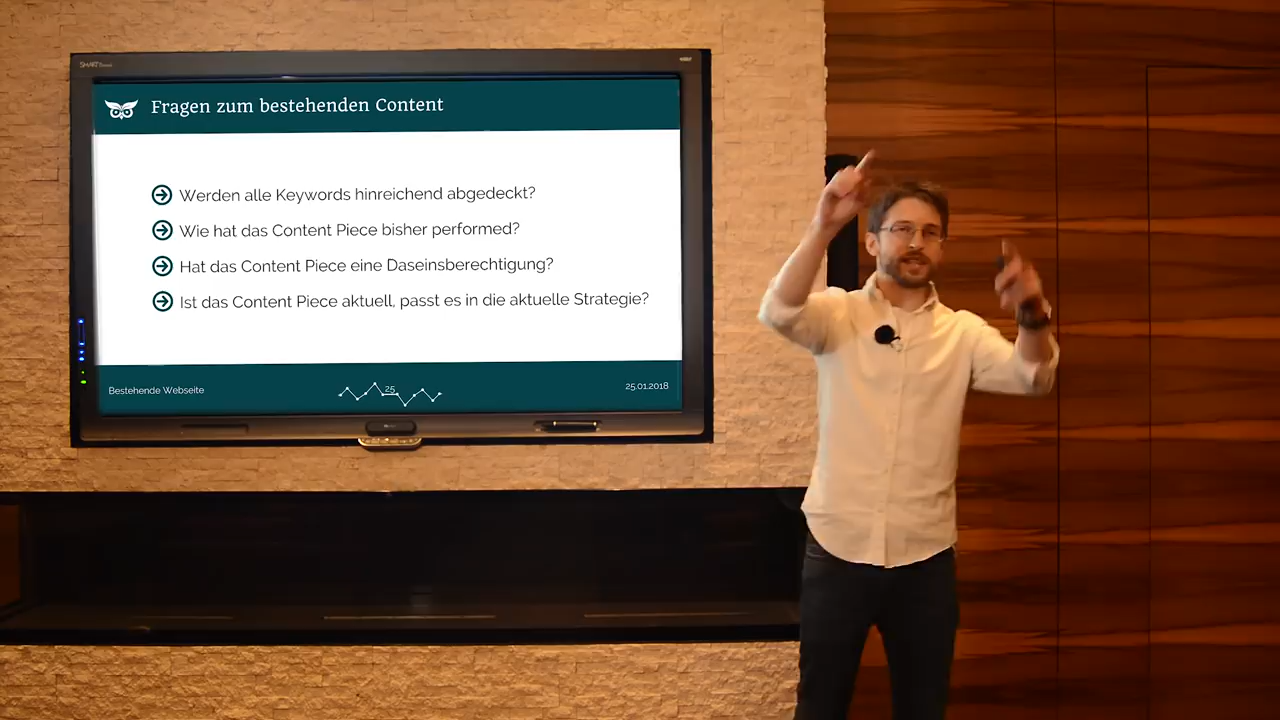 SMART Board
Fragen zum bestehenden Content
Werden alle Keywords hinreichend abgedeckt?
Wie hat das Content Piece bisher performed?
Hat das Content Piece eine Daseinsberechtigung?
Ist das Content Piece aktuell, passt es in die aktuelle Strategie?
Bestehende Webseite
25
25.01.2018